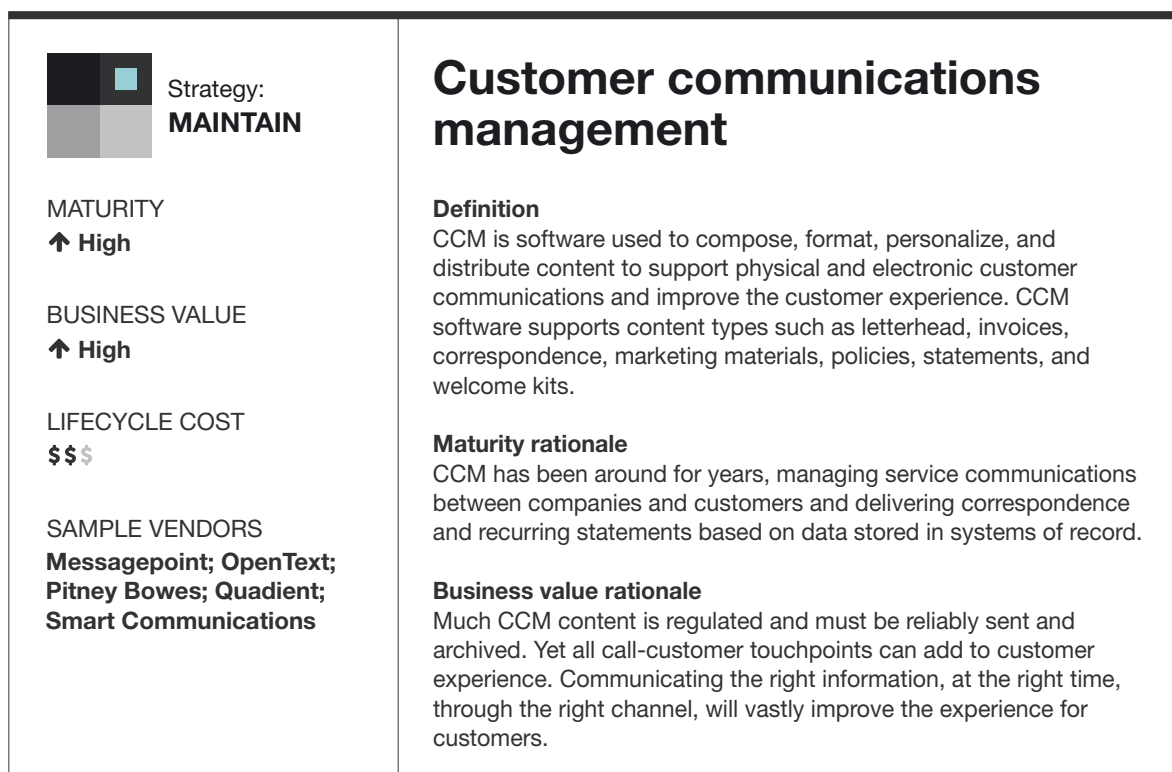 Strategy:
MAINTAIN
MATURITY
↑ High
BUSINESS VALUE
↑ High
LIFECYCLE COST
$$$
SAMPLE VENDORS
Messagepoint; OpenText;
Pitney Bowes; Quadient;
Smart Communications
Customer communications
management
Definition
CCM is software used to compose, format, personalize, and
distribute content to support physical and electronic customer
communications and improve the customer experience. CCM
software supports content types such as letterhead, invoices,
correspondence, marketing materials, policies, statements, and
welcome kits.
Maturity rationale
CCM has been around for years, managing service communications
between companies and customers and delivering correspondence
and recurring statements based on data stored in systems of record.
Business value rationale
Much CCM content is regulated and must be reliably sent and
archived. Yet all call-customer touchpoints can add to customer
experience. Communicating the right information, at the right time,
through the right channel, will vastly improve the experience for
customers.